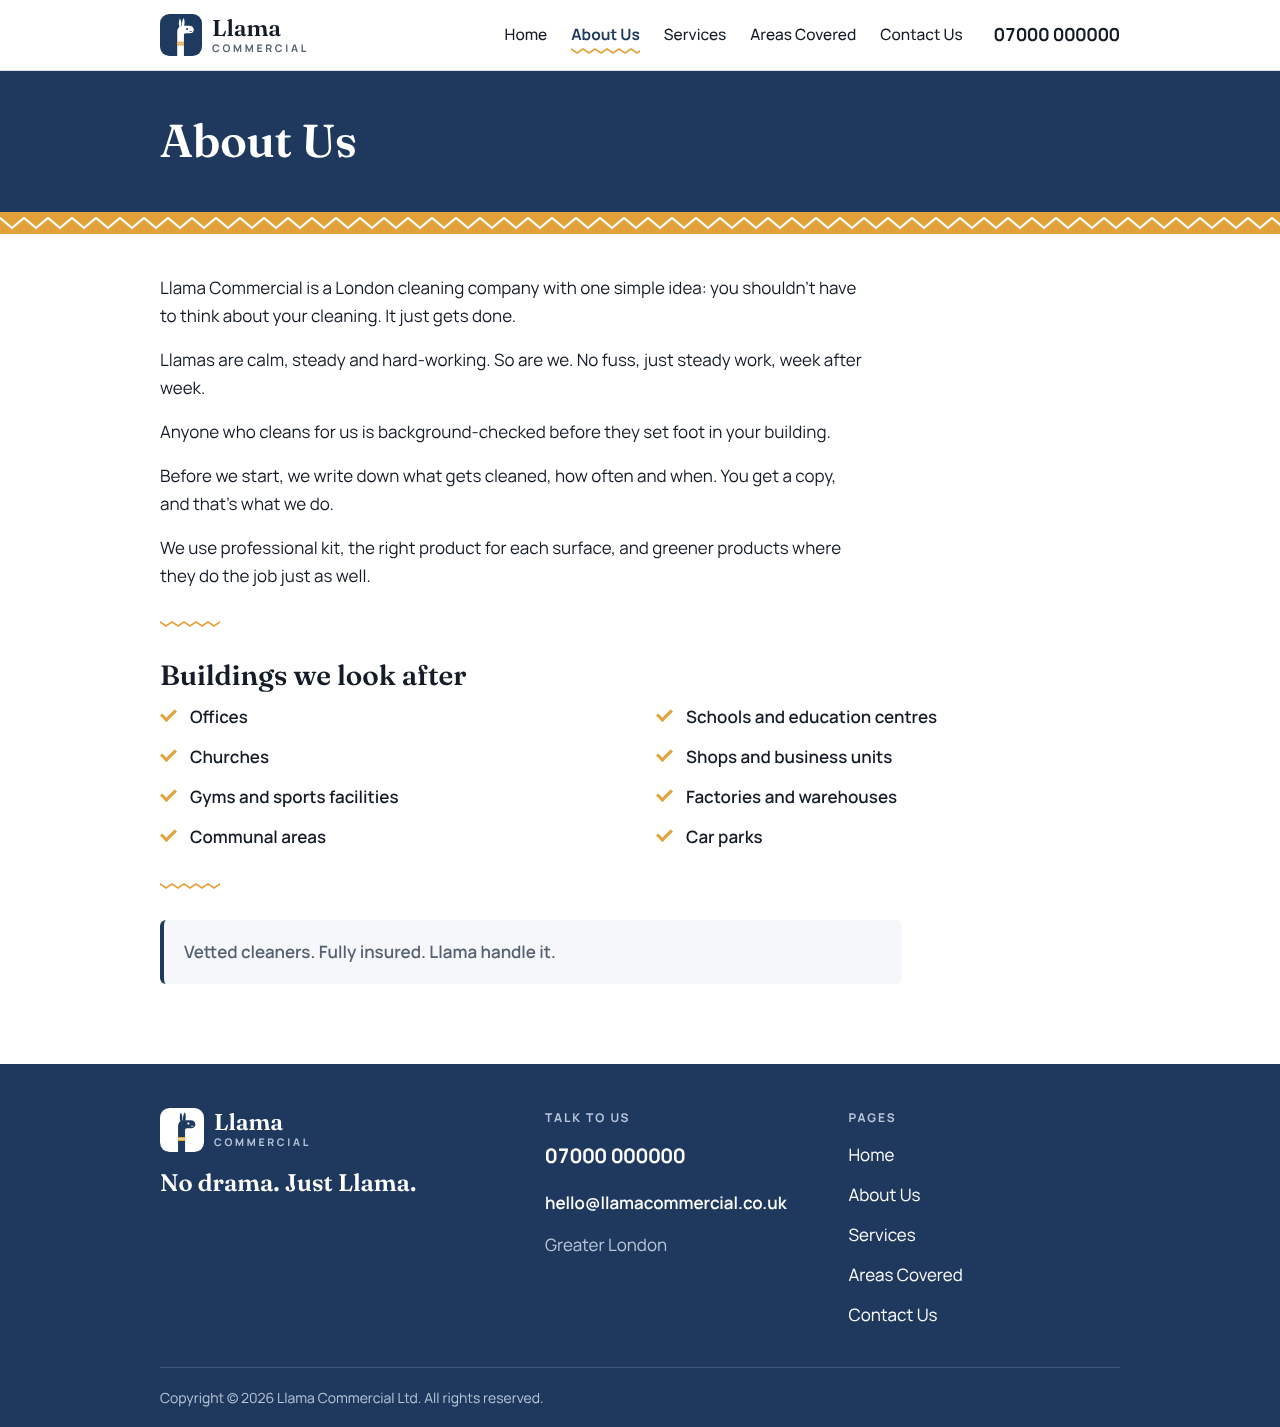 Llama
COMMERCIAL
Home
About Us
Services
Areas Covered
Contact Us
07000 000000
About Us
Llama Commercial is a London cleaning company with one simple idea: you shouldn’t have
to think about your cleaning. It just gets done.
Llamas are calm, steady and hard-working. So are we. No fuss, just steady work, week after
week.
Anyone who cleans for us is background-checked before they set foot in your building.
Before we start, we write down what gets cleaned, how often and when. You get a copy,
and that’s what we do.
We use professional kit, the right product for each surface, and greener products where
they do the job just as well.
Buildings we look after
Offices
Schools and education centres
Churches
Shops and business units
Gyms and sports facilities
Factories and warehouses
Communal areas
Car parks
Vetted cleaners. Fully insured. Llama handle it.
Llama
COMMERCIAL
No drama. Just Llama.
TALK TO US
07000 000000
hello@llamacommercial.co.uk
Greater London
PAGES
Home
About Us
Services
Areas Covered
Contact Us
Copyright © 2026 Llama Commercial Ltd. All rights reserved.